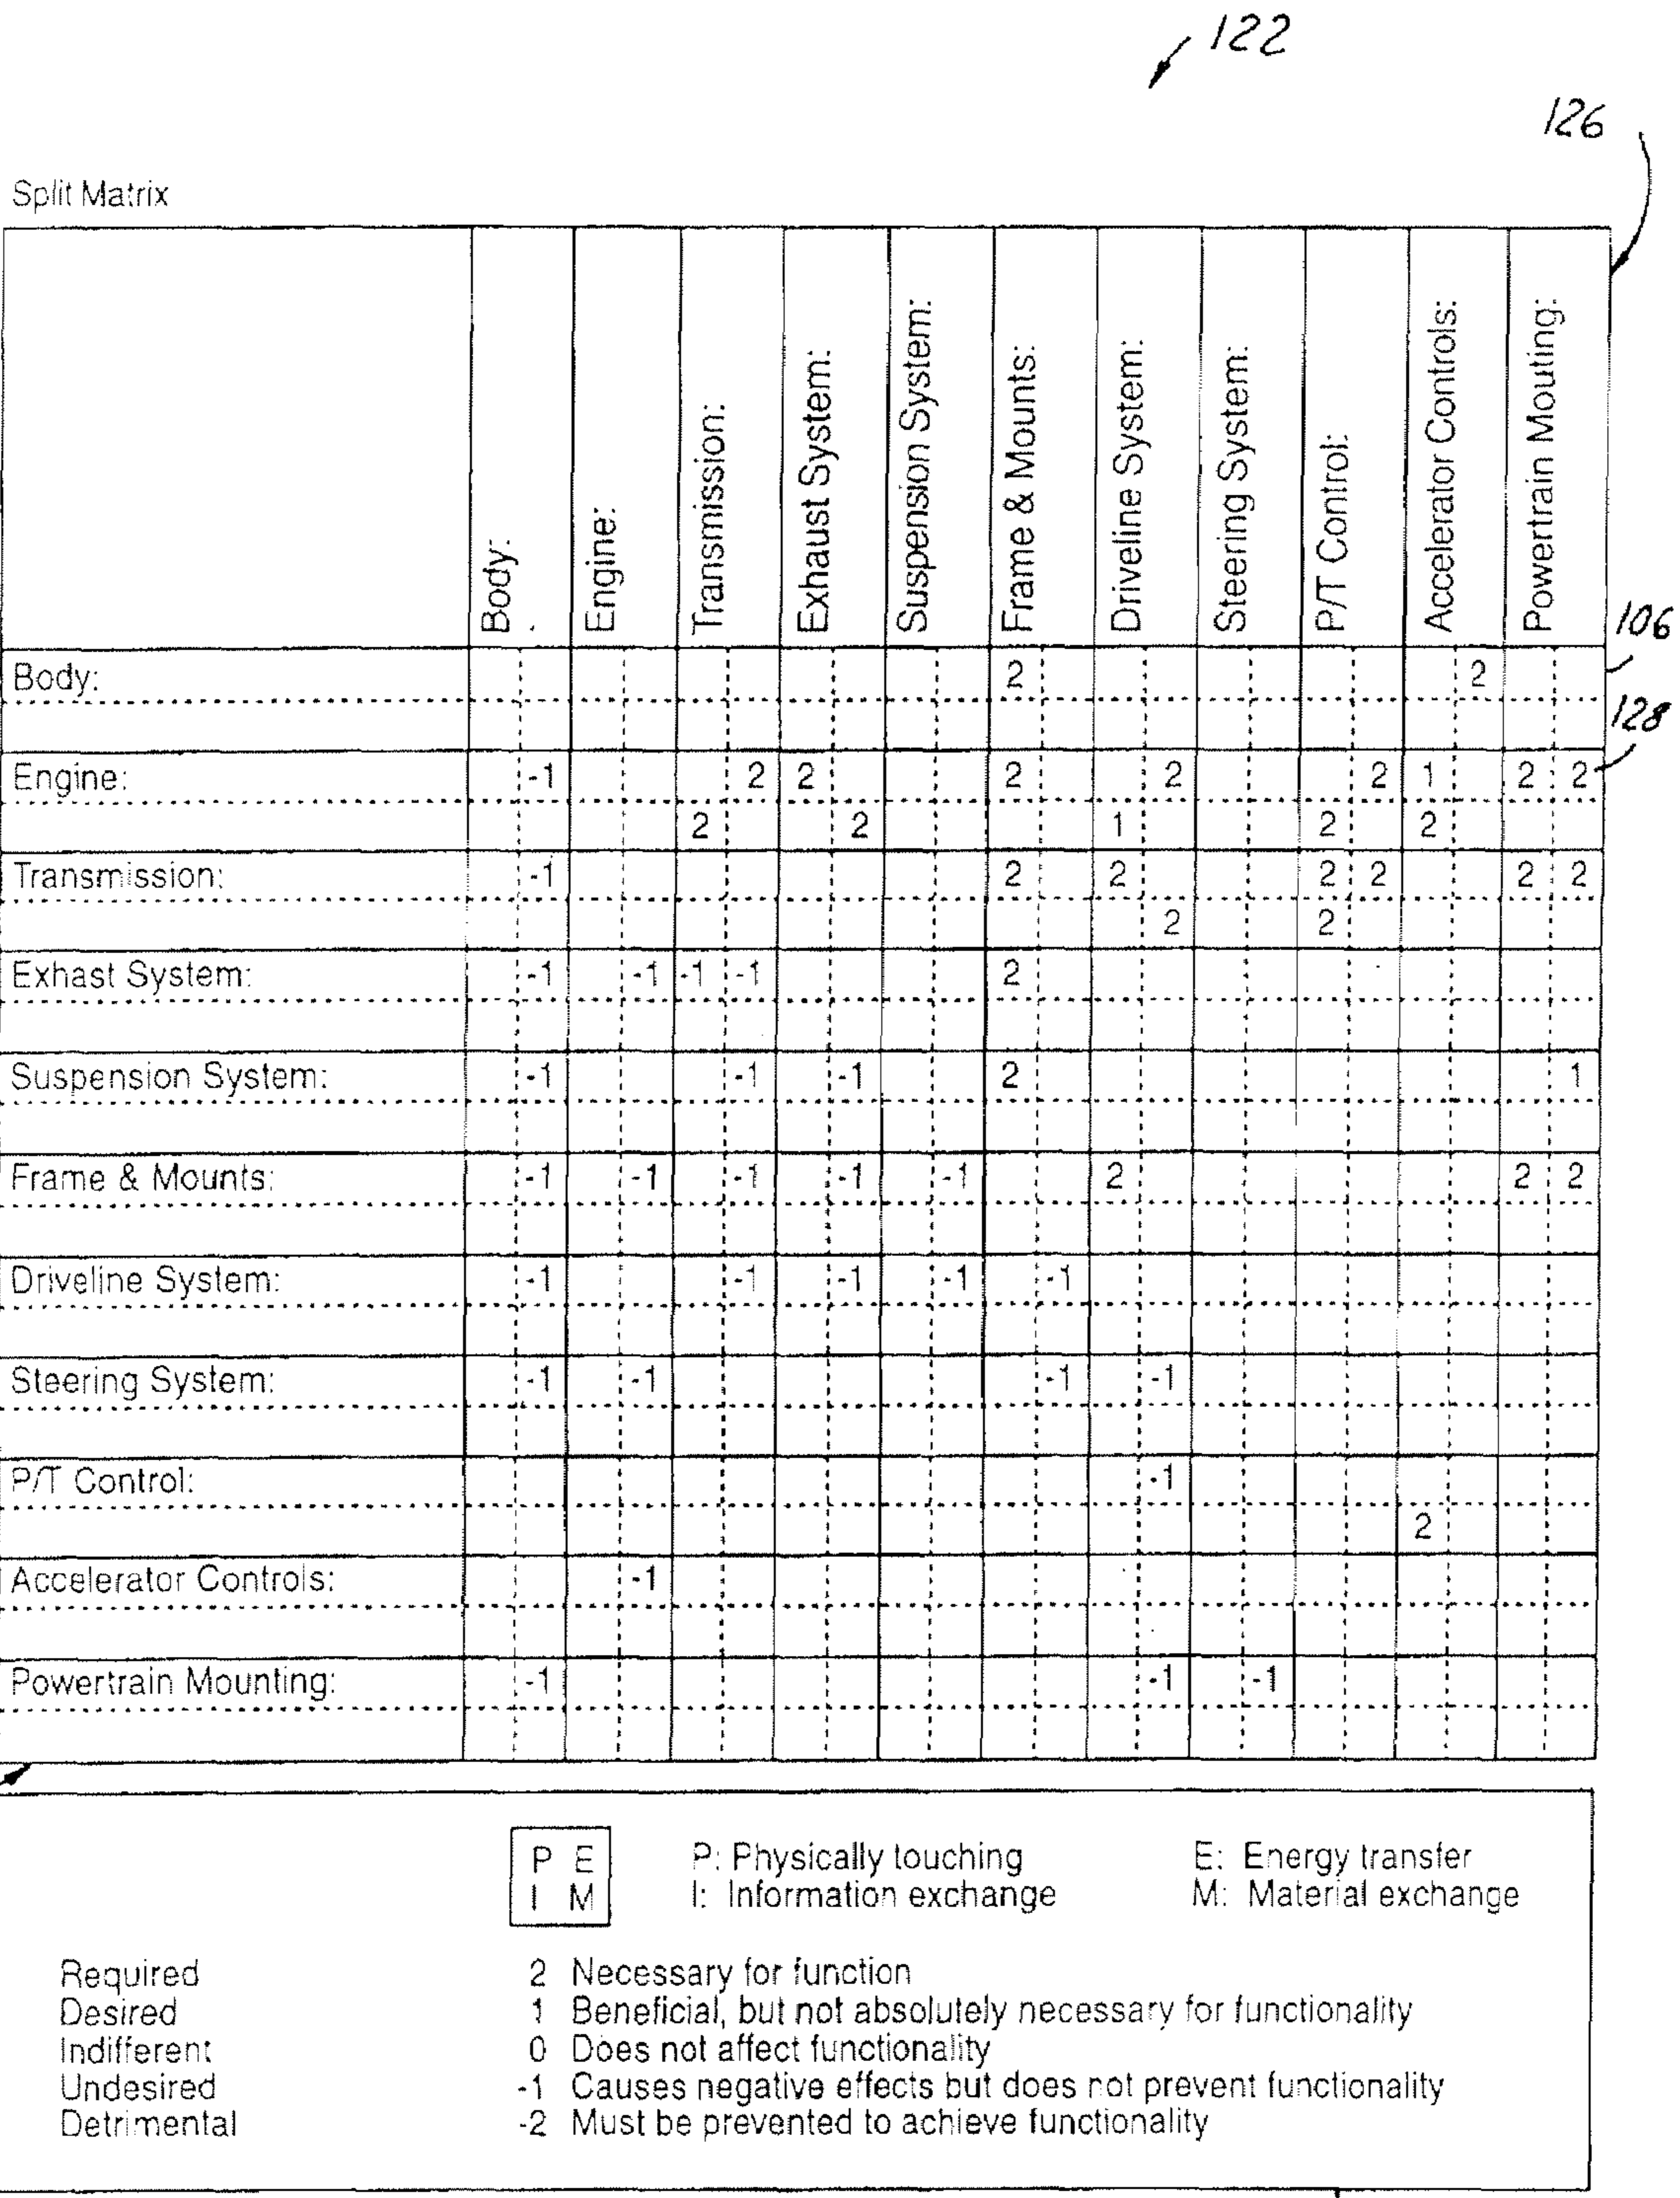 122
126
Split Matrix
Body:
Engine:
Transmission:
Exhaust System:
Suspension System:
Frame & Mounts:
Driveline System:
Steering System:
P/T Control:
Accelerator Controls:
Powertrain Mouting:
106
Body: 2 2
128
Engine: -1 2 2 2 2 2 1 2 2
2 2 1 2 2
Transmission: -1 2 2 2 2 2 2
2 2
Exhast System: -1 -1 -1 -1 2
Suspension System: -1 -1 -1 2 1
Frame & Mounts: -1 -1 -1 -1 -1 2 2 2
Driveline System: -1 -1 -1 -1 -1
Steering System: -1 -1 -1 -1
P/T Control: -1
2
Accelerator Controls: -1
Powertrain Mounting: -1 -1 -1
P E P: Physically touching E: Energy transfer
I M I: Information exchange M: Material exchange
Required 2 Necessary for function
Desired 1 Beneficial, but not absolutely necessary for functionality
Indifferent 0 Does not affect functionality
Undesired -1 Causes negative effects but does not prevent functionality
Detrimental -2 Must be prevented to achieve functionality